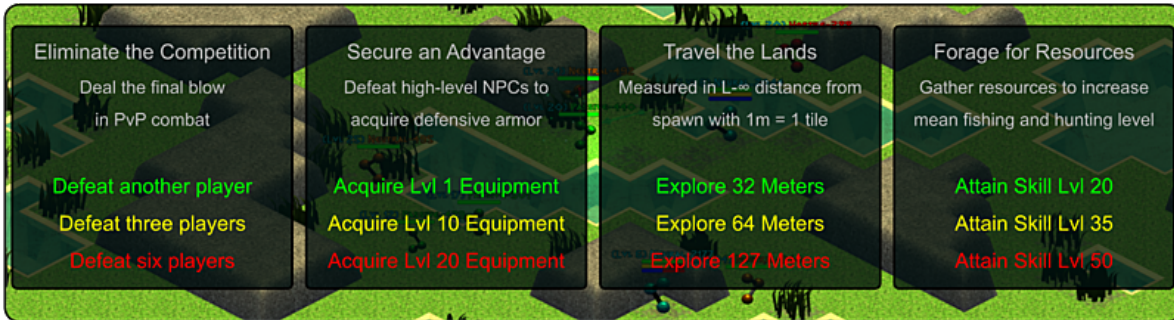 Eliminate the Competition
Deal the final blow
in PvP combat
Defeat another player
Defeat three players
Defeat six players
Secure an Advantage
Defeat high-level NPCs to
acquire defensive armor
Acquire Lvl 1 Equipment
Acquire Lvl 10 Equipment
Acquire Lvl 20 Equipment
Travel the Lands
Measured in L-∞ distance from
spawn with 1m = 1 tile
Explore 32 Meters
Explore 64 Meters
Explore 127 Meters
Forage for Resources
Gather resources to increase
mean fishing and hunting level
Attain Skill Lvl 20
Attain Skill Lvl 35
Attain Skill Lvl 50